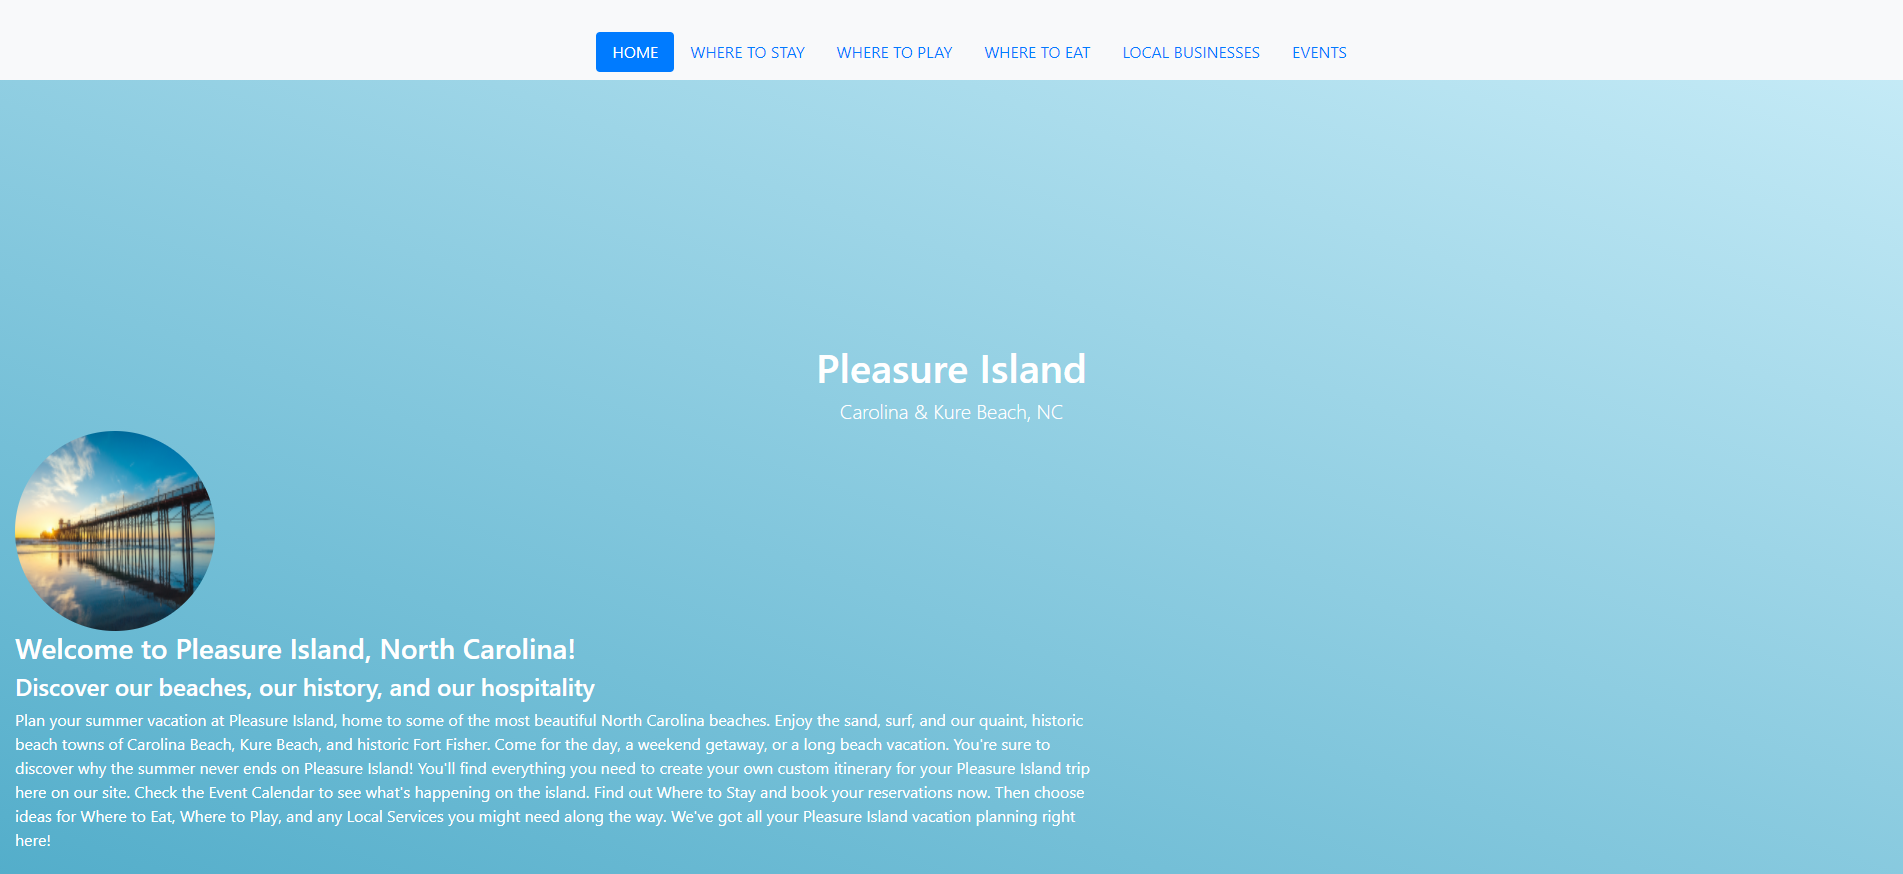 HOME WHERE TO STAY WHERE TO PLAY WHERE TO EAT LOCAL BUSINESSES EVENTS
Pleasure Island
Carolina & Kure Beach, NC
Welcome to Pleasure Island, North Carolina!
Discover our beaches, our history, and our hospitality
Plan your summer vacation at Pleasure Island, home to some of the most beautiful North Carolina beaches. Enjoy the sand, surf, and our quaint, historic
beach towns of Carolina Beach, Kure Beach, and historic Fort Fisher. Come for the day, a weekend getaway, or a long beach vacation. You're sure to
discover why the summer never ends on Pleasure Island! You'll find everything you need to create your own custom itinerary for your Pleasure Island trip
here on our site. Check the Event Calendar to see what's happening on the island. Find out Where to Stay and book your reservations now. Then choose
ideas for Where to Eat, Where to Play, and any Local Services you might need along the way. We've got all your Pleasure Island vacation planning right
here!